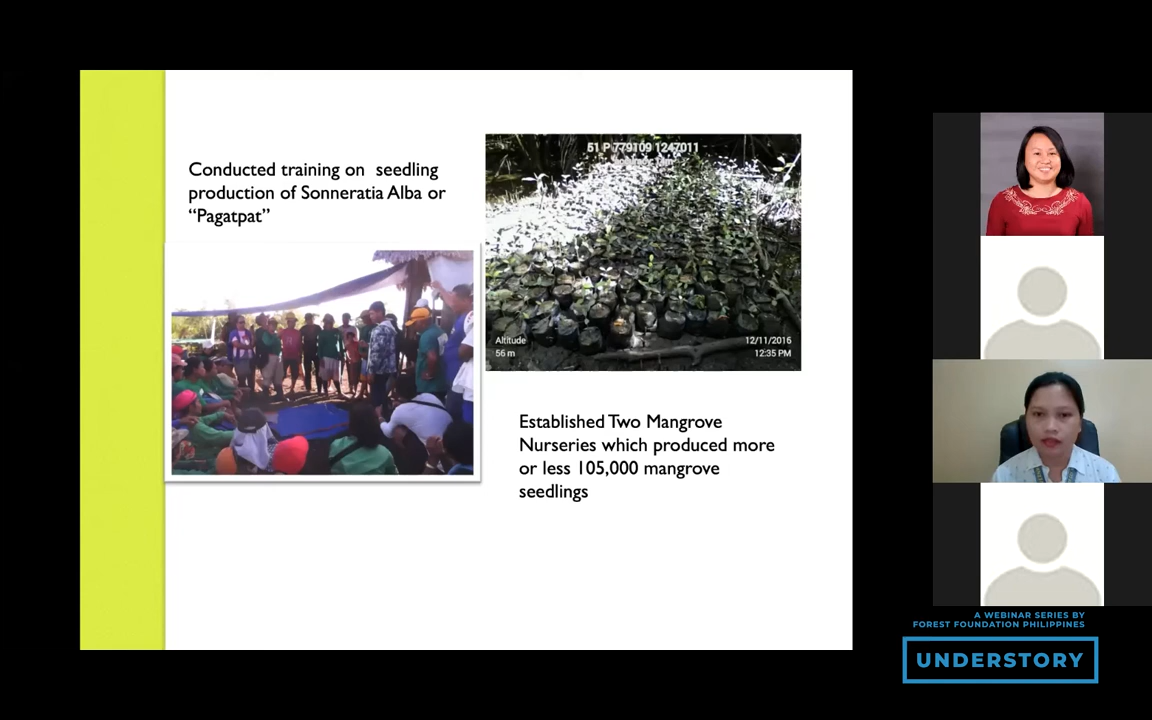 Conducted training on  seedling
production of Sonneratia Alba or
“Pagatpat”
51 P 779109 1247011
Altitude
56 m
12/11/2016
12:35 PM
Established Two Mangrove
Nurseries which produced more
or less 105,000 mangrove
seedlings
A WEBINAR SERIES BY
FOREST FOUNDATION PHILIPPINES
UNDERSTORY